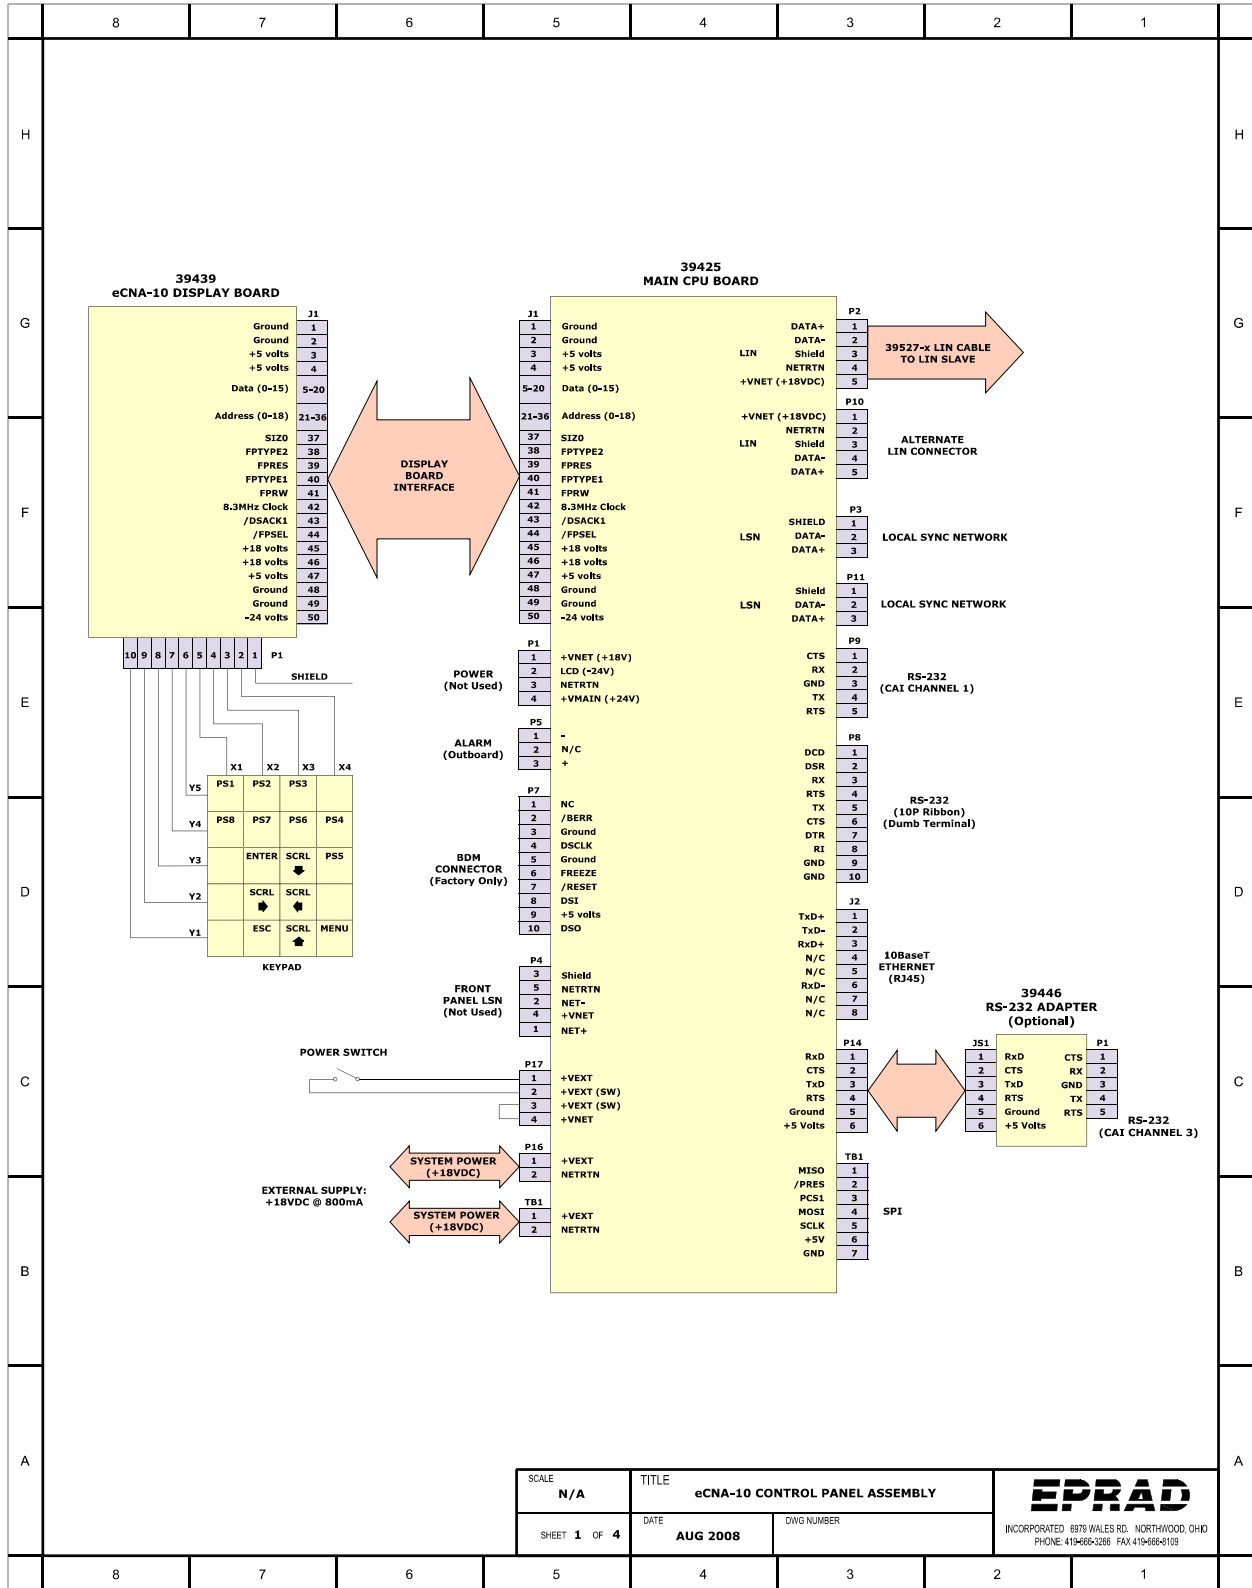 8 7 6 5 4 3 2 1
H H
G G
F F
E E
D D
C C
B B
A A
39439
eCNA-10 DISPLAY BOARD
J1
Ground 1
Ground 2
+5 volts 3
+5 volts 4
Data (0-15) 5-20
Address (0-18) 21-36
SIZ0 37
FPTYPE2 38
FPRES 39
FPTYPE1 40
FPRW 41
8.3MHz Clock 42
/DSACK1 43
/FPSEL 44
+18 volts 45
+18 volts 46
+5 volts 47
Ground 48
Ground 49
-24 volts 50
10 9 8 7 6 5 4 3 2 1 P1
SHIELD
X1 X2 X3 X4
Y5 PS1 PS2 PS3
Y4 PS8 PS7 PS6 PS4
Y3 ENTER SCRL PS5
Y2 SCRL SCRL
Y1 ESC SCRL MENU
KEYPAD
DISPLAY
BOARD
INTERFACE
39425
MAIN CPU BOARD
J1
1 Ground
2 Ground
3 +5 volts
4 +5 volts
5-20 Data (0-15)
21-36 Address (0-18)
37 SIZ0
38 FPTYPE2
39 FPRES
40 FPTYPE1
41 FPRW
42 8.3MHz Clock
43 /DSACK1
44 /FPSEL
45 +18 volts
46 +18 volts
47 +5 volts
48 Ground
49 Ground
50 -24 volts
POWER
(Not Used)
P1
1 +VNET (+18V)
2 LCD (-24V)
3 NETRTN
4 +VMAIN (+24V)
ALARM
(Outboard)
P5
1 -
2 N/C
3 +
BDM
CONNECTOR
(Factory Only)
P7
1 NC
2 /BERR
3 Ground
4 DSCLK
5 Ground
6 FREEZE
7 /RESET
8 DSI
9 +5 volts
10 DSO
FRONT
PANEL LSN
(Not Used)
P4
3 Shield
5 NETRTN
2 NET-
4 +VNET
1 NET+
POWER SWITCH
P17
1 +VEXT
2 +VEXT (SW)
3 +VEXT (SW)
4 +VNET
EXTERNAL SUPPLY:
+18VDC @ 800mA
SYSTEM POWER
(+18VDC)
P16
1 +VEXT
2 NETRTN
SYSTEM POWER
(+18VDC)
TB1
1 +VEXT
2 NETRTN
P2
LIN
DATA+ 1
DATA- 2
Shield 3
NETRTN 4
+VNET (+18VDC) 5
39527-x LIN CABLE
TO LIN SLAVE
P10
LIN
+VNET (+18VDC) 1
NETRTN 2
Shield 3
DATA- 4
DATA+ 5
ALTERNATE
LIN CONNECTOR
P3
LSN
SHIELD 1
DATA- 2
DATA+ 3
LOCAL SYNC NETWORK
P11
LSN
Shield 1
DATA- 2
DATA+ 3
LOCAL SYNC NETWORK
P9
CTS 1
RX 2
GND 3
TX 4
RTS 5
RS-232
(CAI CHANNEL 1)
P8
DCD 1
DSR 2
RX 3
RTS 4
TX 5
CTS 6
DTR 7
RI 8
GND 9
GND 10
RS-232
(10P Ribbon)
(Dumb Terminal)
J2
TxD+ 1
TxD- 2
RxD+ 3
N/C 4
N/C 5
RxD- 6
N/C 7
N/C 8
10BaseT
ETHERNET
(RJ45)
P14
RxD 1
CTS 2
TxD 3
RTS 4
Ground 5
+5 Volts 6
39446
RS-232 ADAPTER
(Optional)
JS1 P1
1 RxD CTS 1
2 CTS RX 2
3 TxD GND 3
4 RTS TX 4
5 Ground RTS 5
6 +5 Volts
RS-232
(CAI CHANNEL 3)
TB1
MISO 1
/PRES 2
PCS1 3
MOSI 4
SCLK 5
+5V 6
GND 7
SPI
SCALE
N/A
TITLE
eCNA-10 CONTROL PANEL ASSEMBLY
SHEET 1 OF 4
DATE
AUG 2008
DWG NUMBER
EPRAD
INCORPORATED 6979 WALES RD. NORTHWOOD, OHIO
PHONE: 419-666-3266 FAX 419-666-8109
8 7 6 5 4 3 2 1